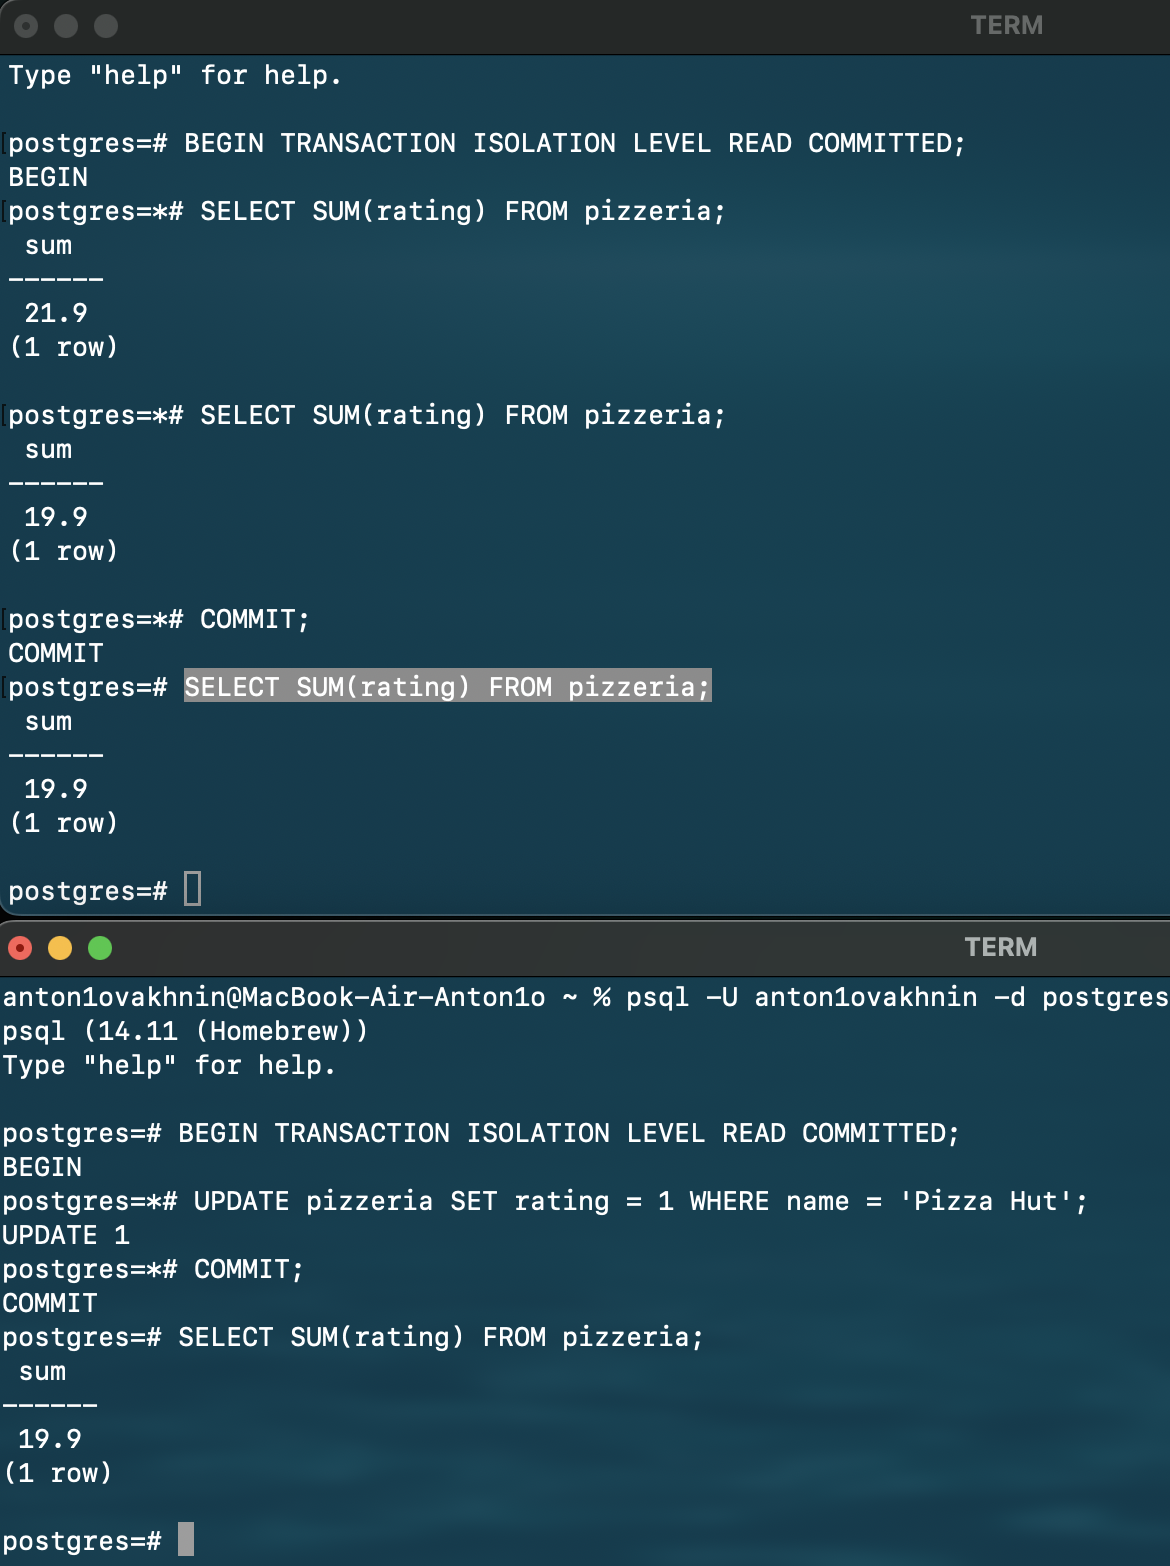 TERM
Type "help" for help.
postgres=# BEGIN TRANSACTION ISOLATION LEVEL READ COMMITTED;
BEGIN
postgres=*# SELECT SUM(rating) FROM pizzeria;
sum
------
21.9
(1 row)
postgres=*# SELECT SUM(rating) FROM pizzeria;
sum
------
19.9
(1 row)
postgres=*# COMMIT;
COMMIT
postgres=# SELECT SUM(rating) FROM pizzeria;
sum
------
19.9
(1 row)
postgres=#
TERM
anton1ovakhnin@MacBook-Air-Anton1o ~ % psql -U anton1ovakhnin -d postgres
psql (14.11 (Homebrew))
Type "help" for help.
postgres=# BEGIN TRANSACTION ISOLATION LEVEL READ COMMITTED;
BEGIN
postgres=*# UPDATE pizzeria SET rating = 1 WHERE name = 'Pizza Hut';
UPDATE 1
postgres=*# COMMIT;
COMMIT
postgres=# SELECT SUM(rating) FROM pizzeria;
sum
------
19.9
(1 row)
postgres=#